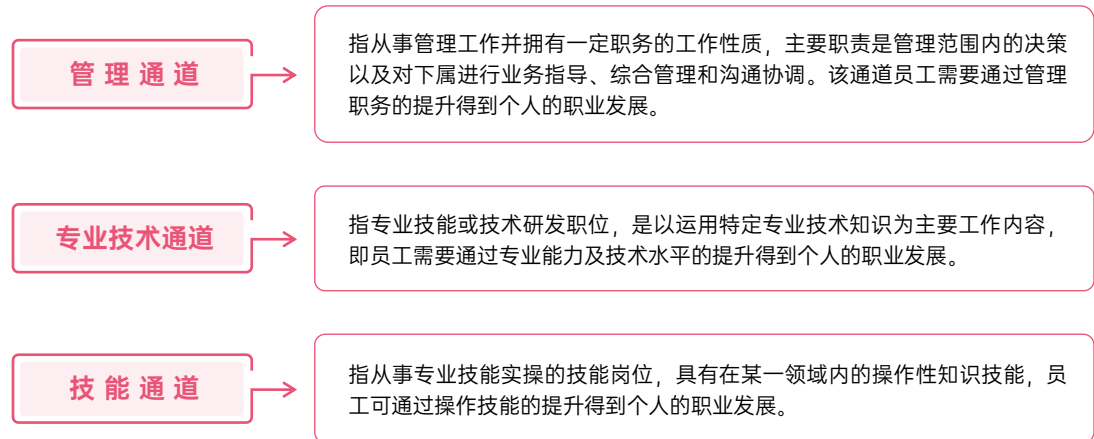 管理通道
指从事管理工作并拥有一定职务的工作性质，主要职责是管理范围内的决策
以及对下属进行业务指导、综合管理和沟通协调。该通道员工需要通过管理
职务的提升得到个人的职业发展。
专业技术通道
指专业技能或技术研发职位，是以运用特定专业技术知识为主要工作内容，
即员工需要通过专业能力及技术水平的提升得到个人的职业发展。
技能通道
指从事专业技能实操的技能岗位，具有在某一领域内的操作性知识技能，员
工可通过操作技能的提升得到个人的职业发展。